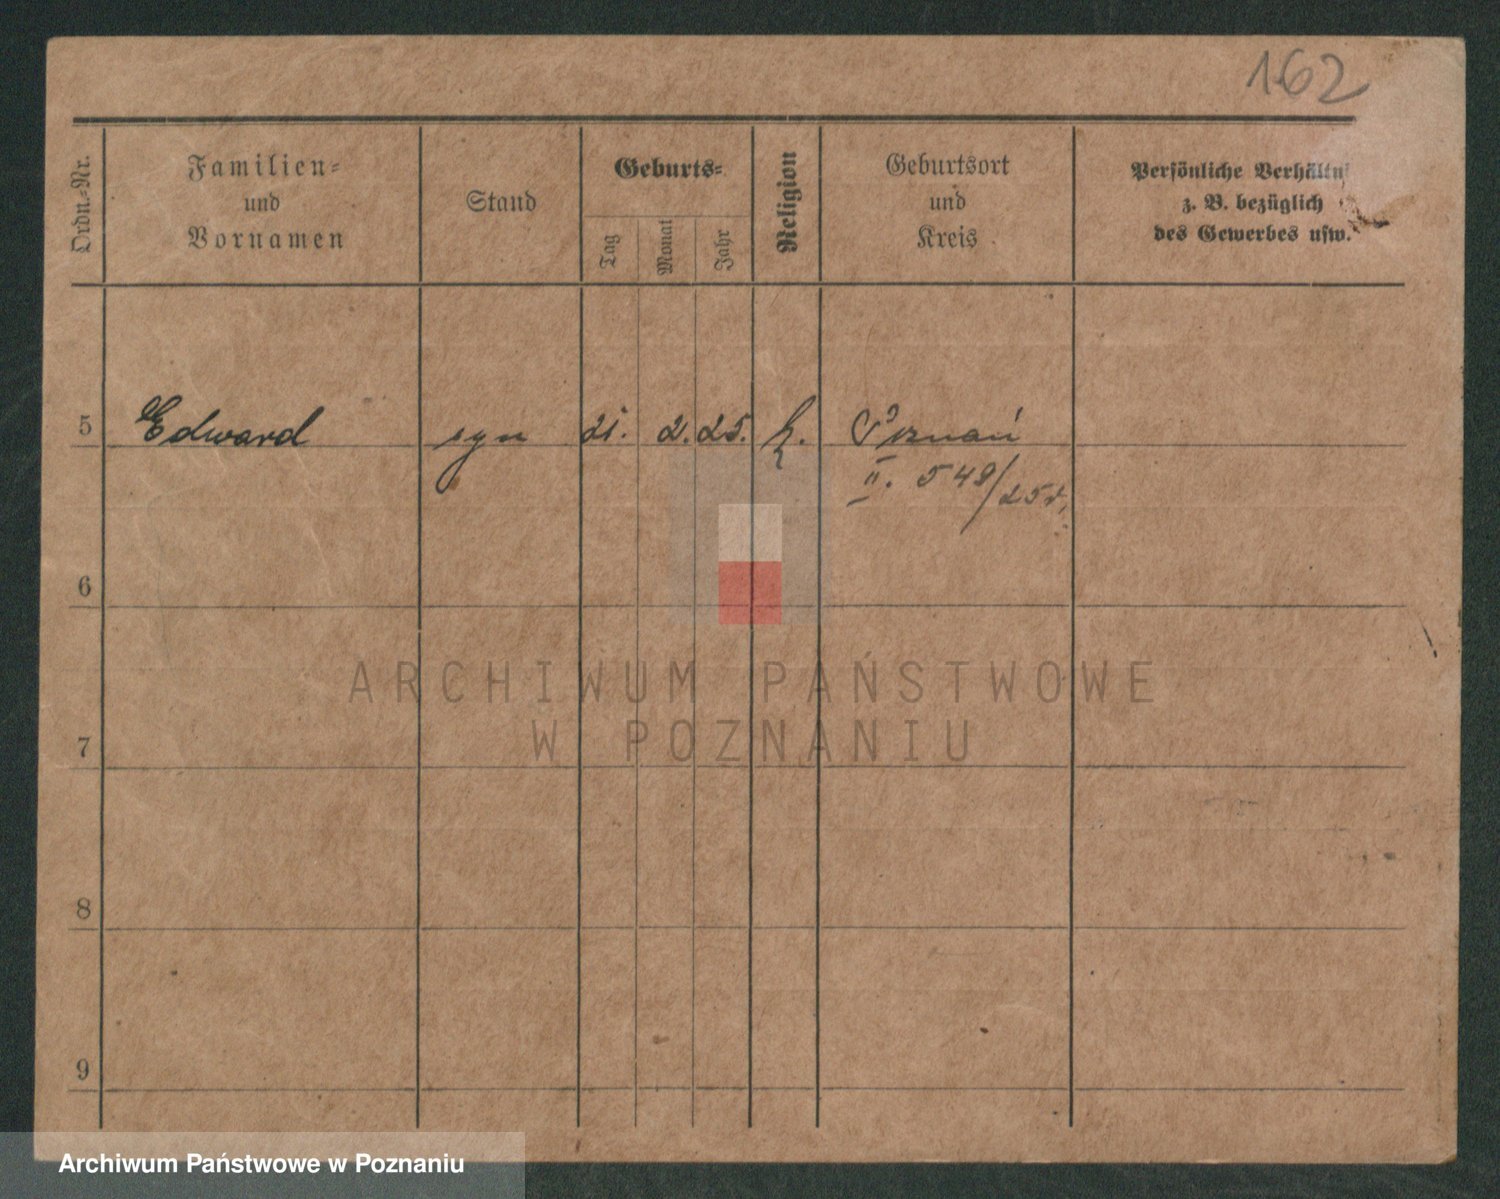 162
Ordn.-Nr.
Familien-
und
Vornamen
Stand
Geburts-
Tag
Monat
Jahr
Religion
Geburtsort
und
Kreis
Persönliche Verhältni
z. B. bezüglich
des Gewerbes usw.
5 Edward syn 21. 2. 25. k. Poznań
II. 549/25
6
7
8
9
ARCHIWUM PAŃSTWOWE
W POZNANIU
Archiwum Państwowe w Poznaniu